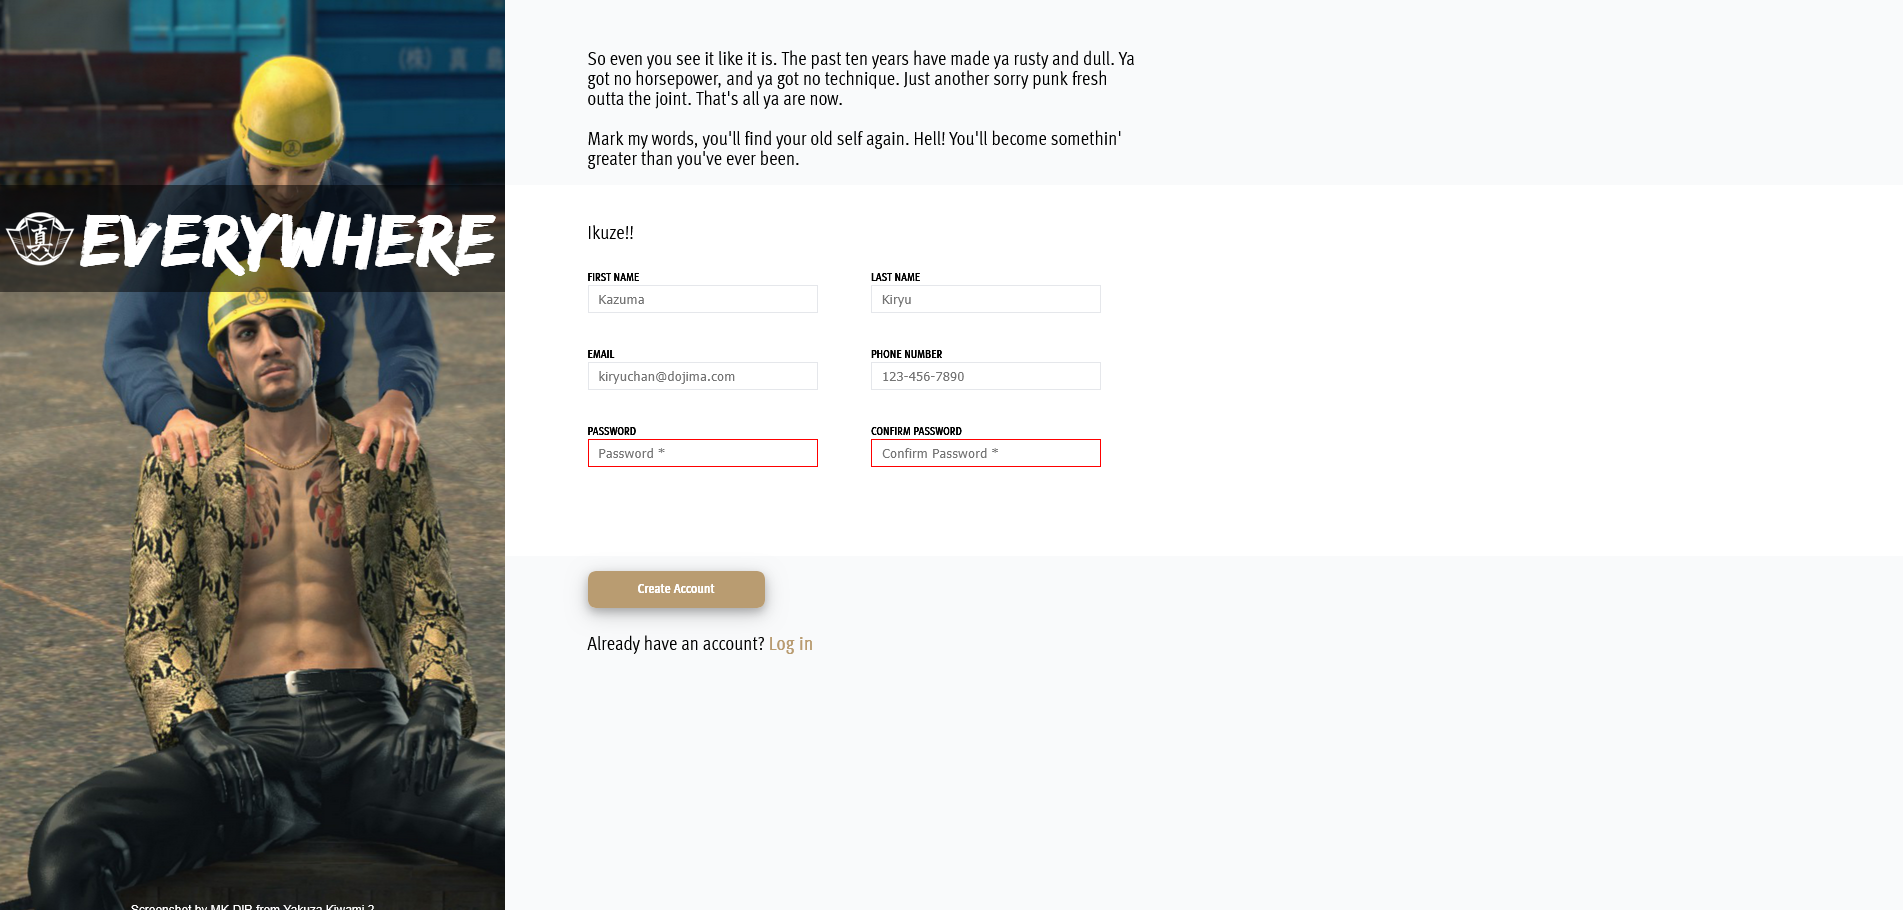 (株) 真島
真 EVERYWHERE
Screenshot by MK DIR from Yakuza Kiwami 2
So even you see it like it is. The past ten years have made ya rusty and dull. Ya
got no horsepower, and ya got no technique. Just another sorry punk fresh
outta the joint. That's all ya are now.
Mark my words, you'll find your old self again. Hell! You'll become somethin'
greater than you've ever been.
Ikuze!!
FIRST NAME
Kazuma
LAST NAME
Kiryu
EMAIL
kiryuchan@dojima.com
PHONE NUMBER
123-456-7890
PASSWORD
Password *
CONFIRM PASSWORD
Confirm Password *
Create Account
Already have an account? Log in